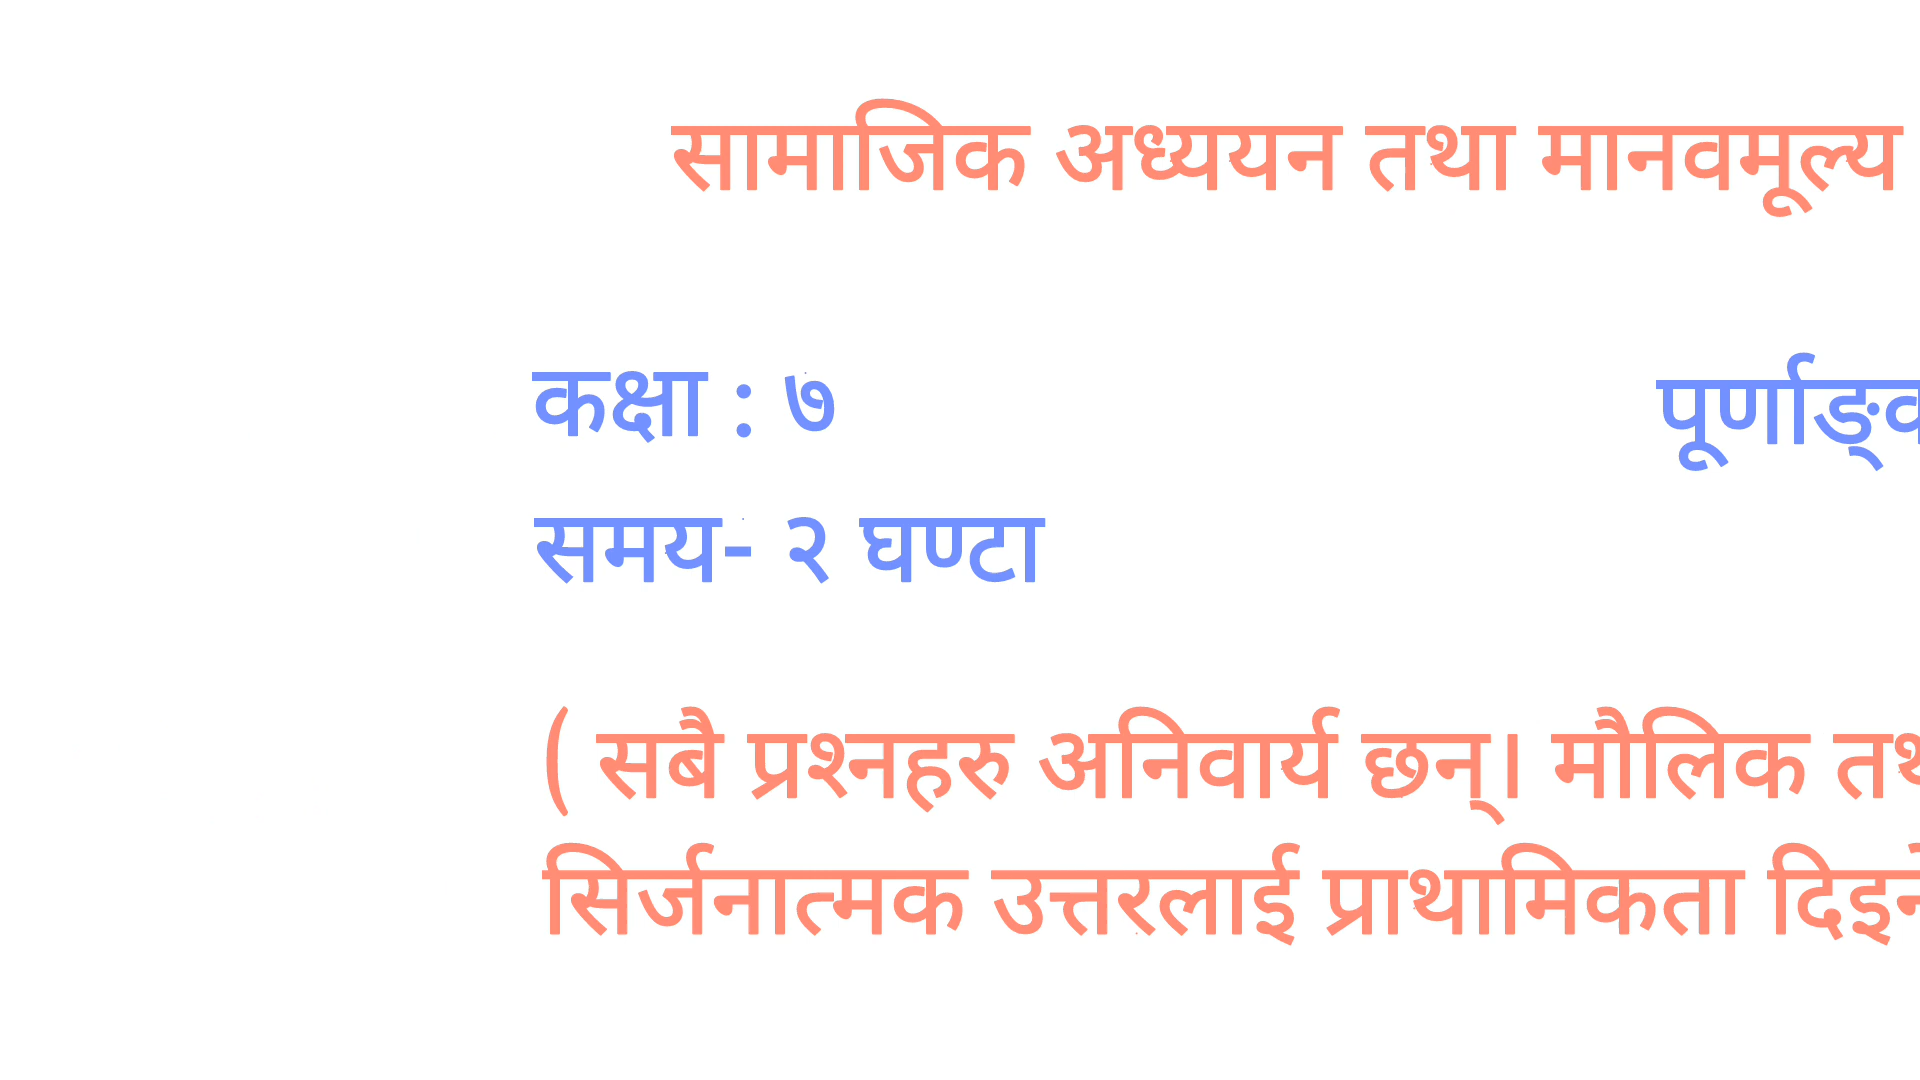 सामाजिक अध्ययन तथा मानवमूल्य
कक्षा : ७
समय- २ घण्टा
( सबै प्रश्नहरु अनिवार्य छन्। मौलिक
सिर्जनात्मक उत्तरलाई प्राथामिकता